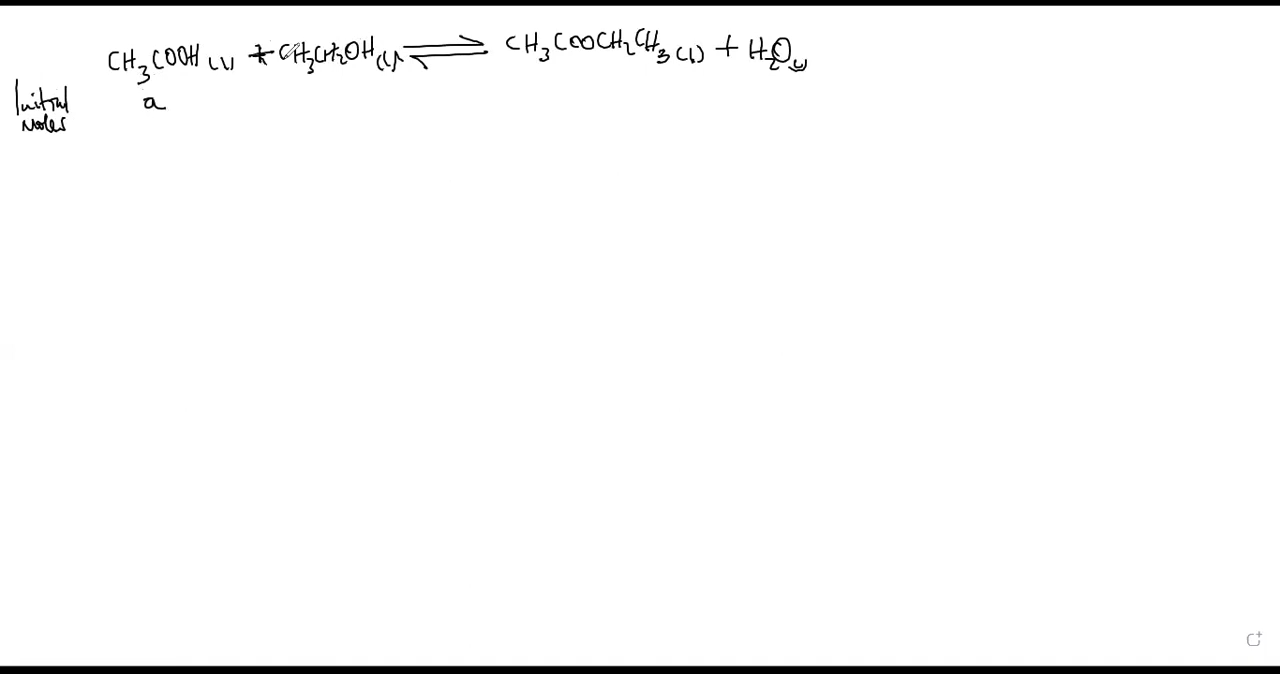 CH₃COOH (l) + CH₃CH₂OH (l) ⇌ CH₃COOCH₂CH₃ (l) + H₂O (l)
Initial a
moles